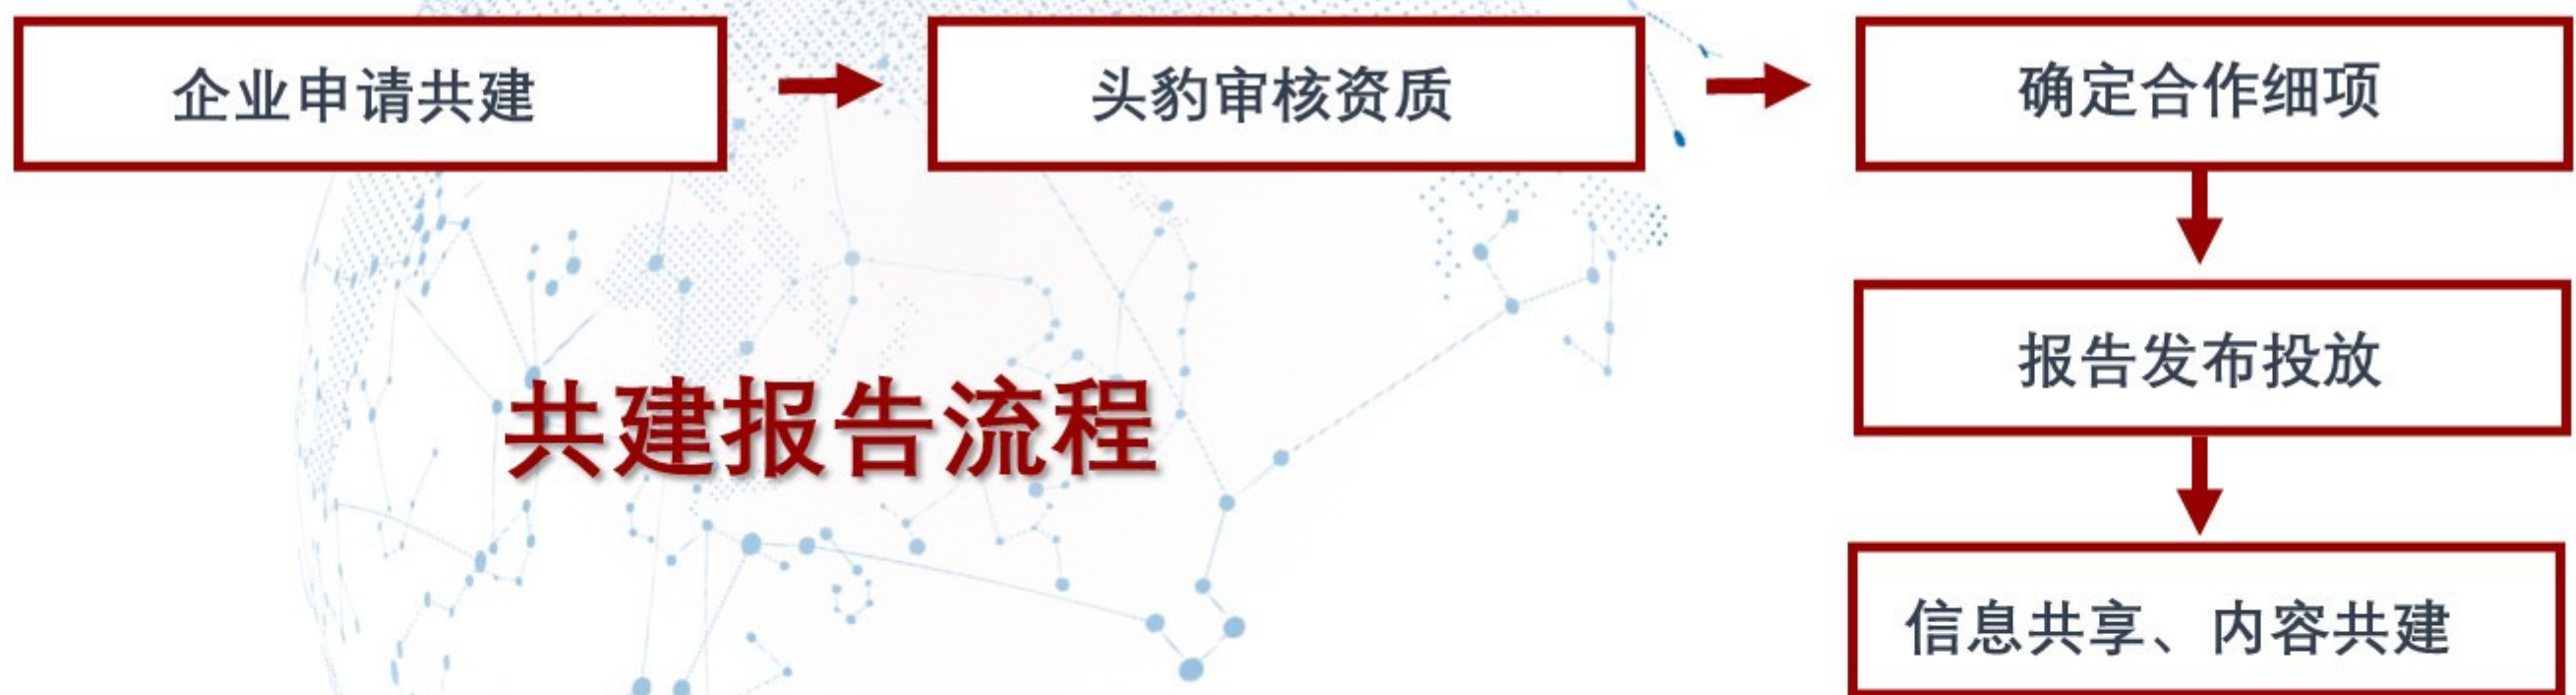 企业申请共建
头豹审核资质
确定合作细项
报告发布投放
共建报告流程
信息共享、内容共建